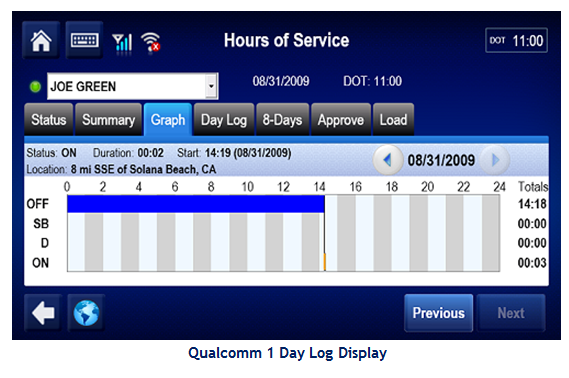 Hours of Service
DOT 11:00
JOE GREEN 08/31/2009 DOT: 11:00
Status Summary Graph Day Log 8-Days Approve Load
Status: ON Duration: 00:02 Start: 14:19 (08/31/2009)
Location: 8 mi SSE of Solana Beach, CA
08/31/2009
0 2 4 6 8 10 12 14 16 18 20 22 24 Totals
OFF 14:18
SB 00:00
D 00:00
ON 00:03
Previous Next
Qualcomm 1 Day Log Display